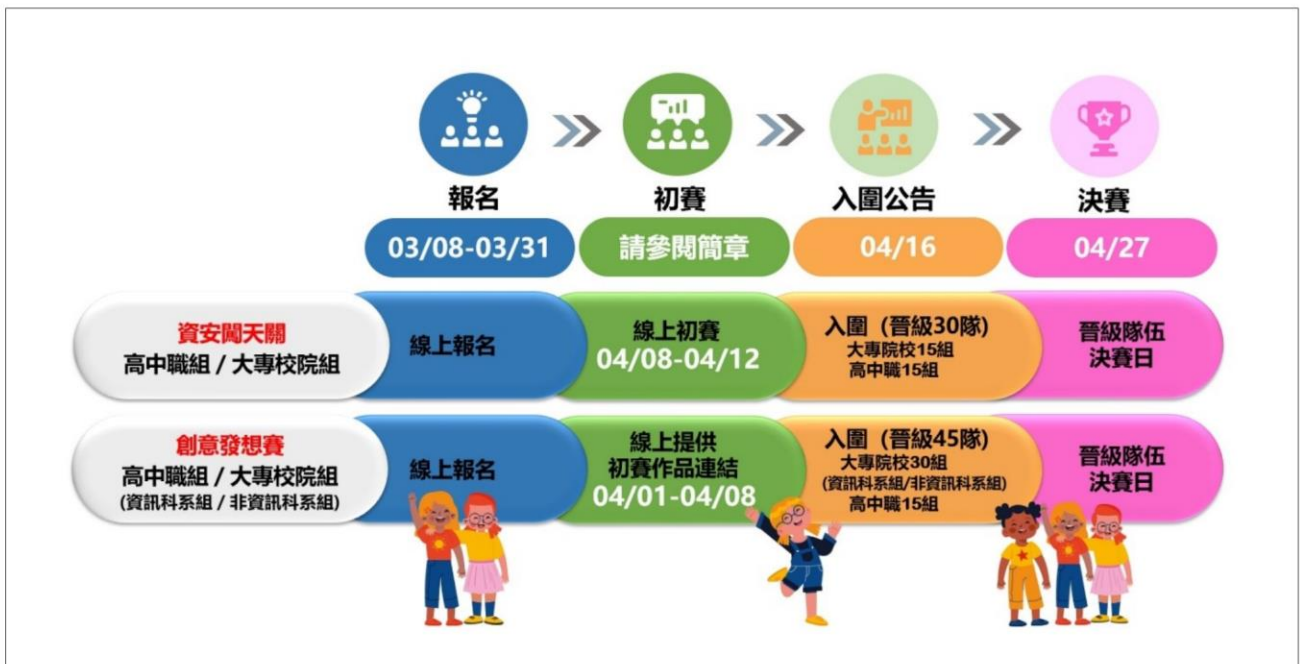 報名
初賽
入圍公告
決賽
03/08-03/31
請參閱簡章
04/16
04/27
資安闖天關
高中職組 / 大專校院組
線上報名
線上初賽
04/08-04/12
入圍（晉級30隊）
大專院校15組
高中職15組
晉級隊伍
決賽日
創意發想賽
高中職組 / 大專校院組
(資訊科系組 / 非資訊科系組)
線上報名
線上提供
初賽作品連結
04/01-04/08
入圍（晉級45隊）
大專院校30組
(資訊科系組/非資訊科系組)
高中職15組
晉級隊伍
決賽日